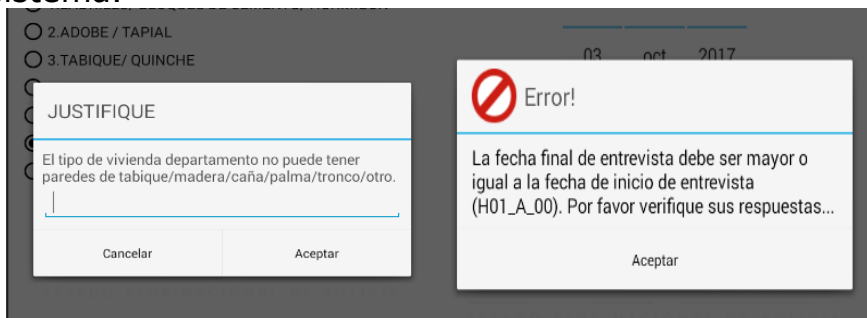 2.ADOBE / TAPIAL
3.TABIQUE/ QUINCHE
JUSTIFIQUE
El tipo de vivienda departamento no puede tener
paredes de tabique/madera/caña/palma/tronco/otro.
Cancelar Aceptar
03 oct 2017
Error!
La fecha final de entrevista debe ser mayor o
igual a la fecha de inicio de entrevista
(H01_A_00). Por favor verifique sus respuestas...
Aceptar